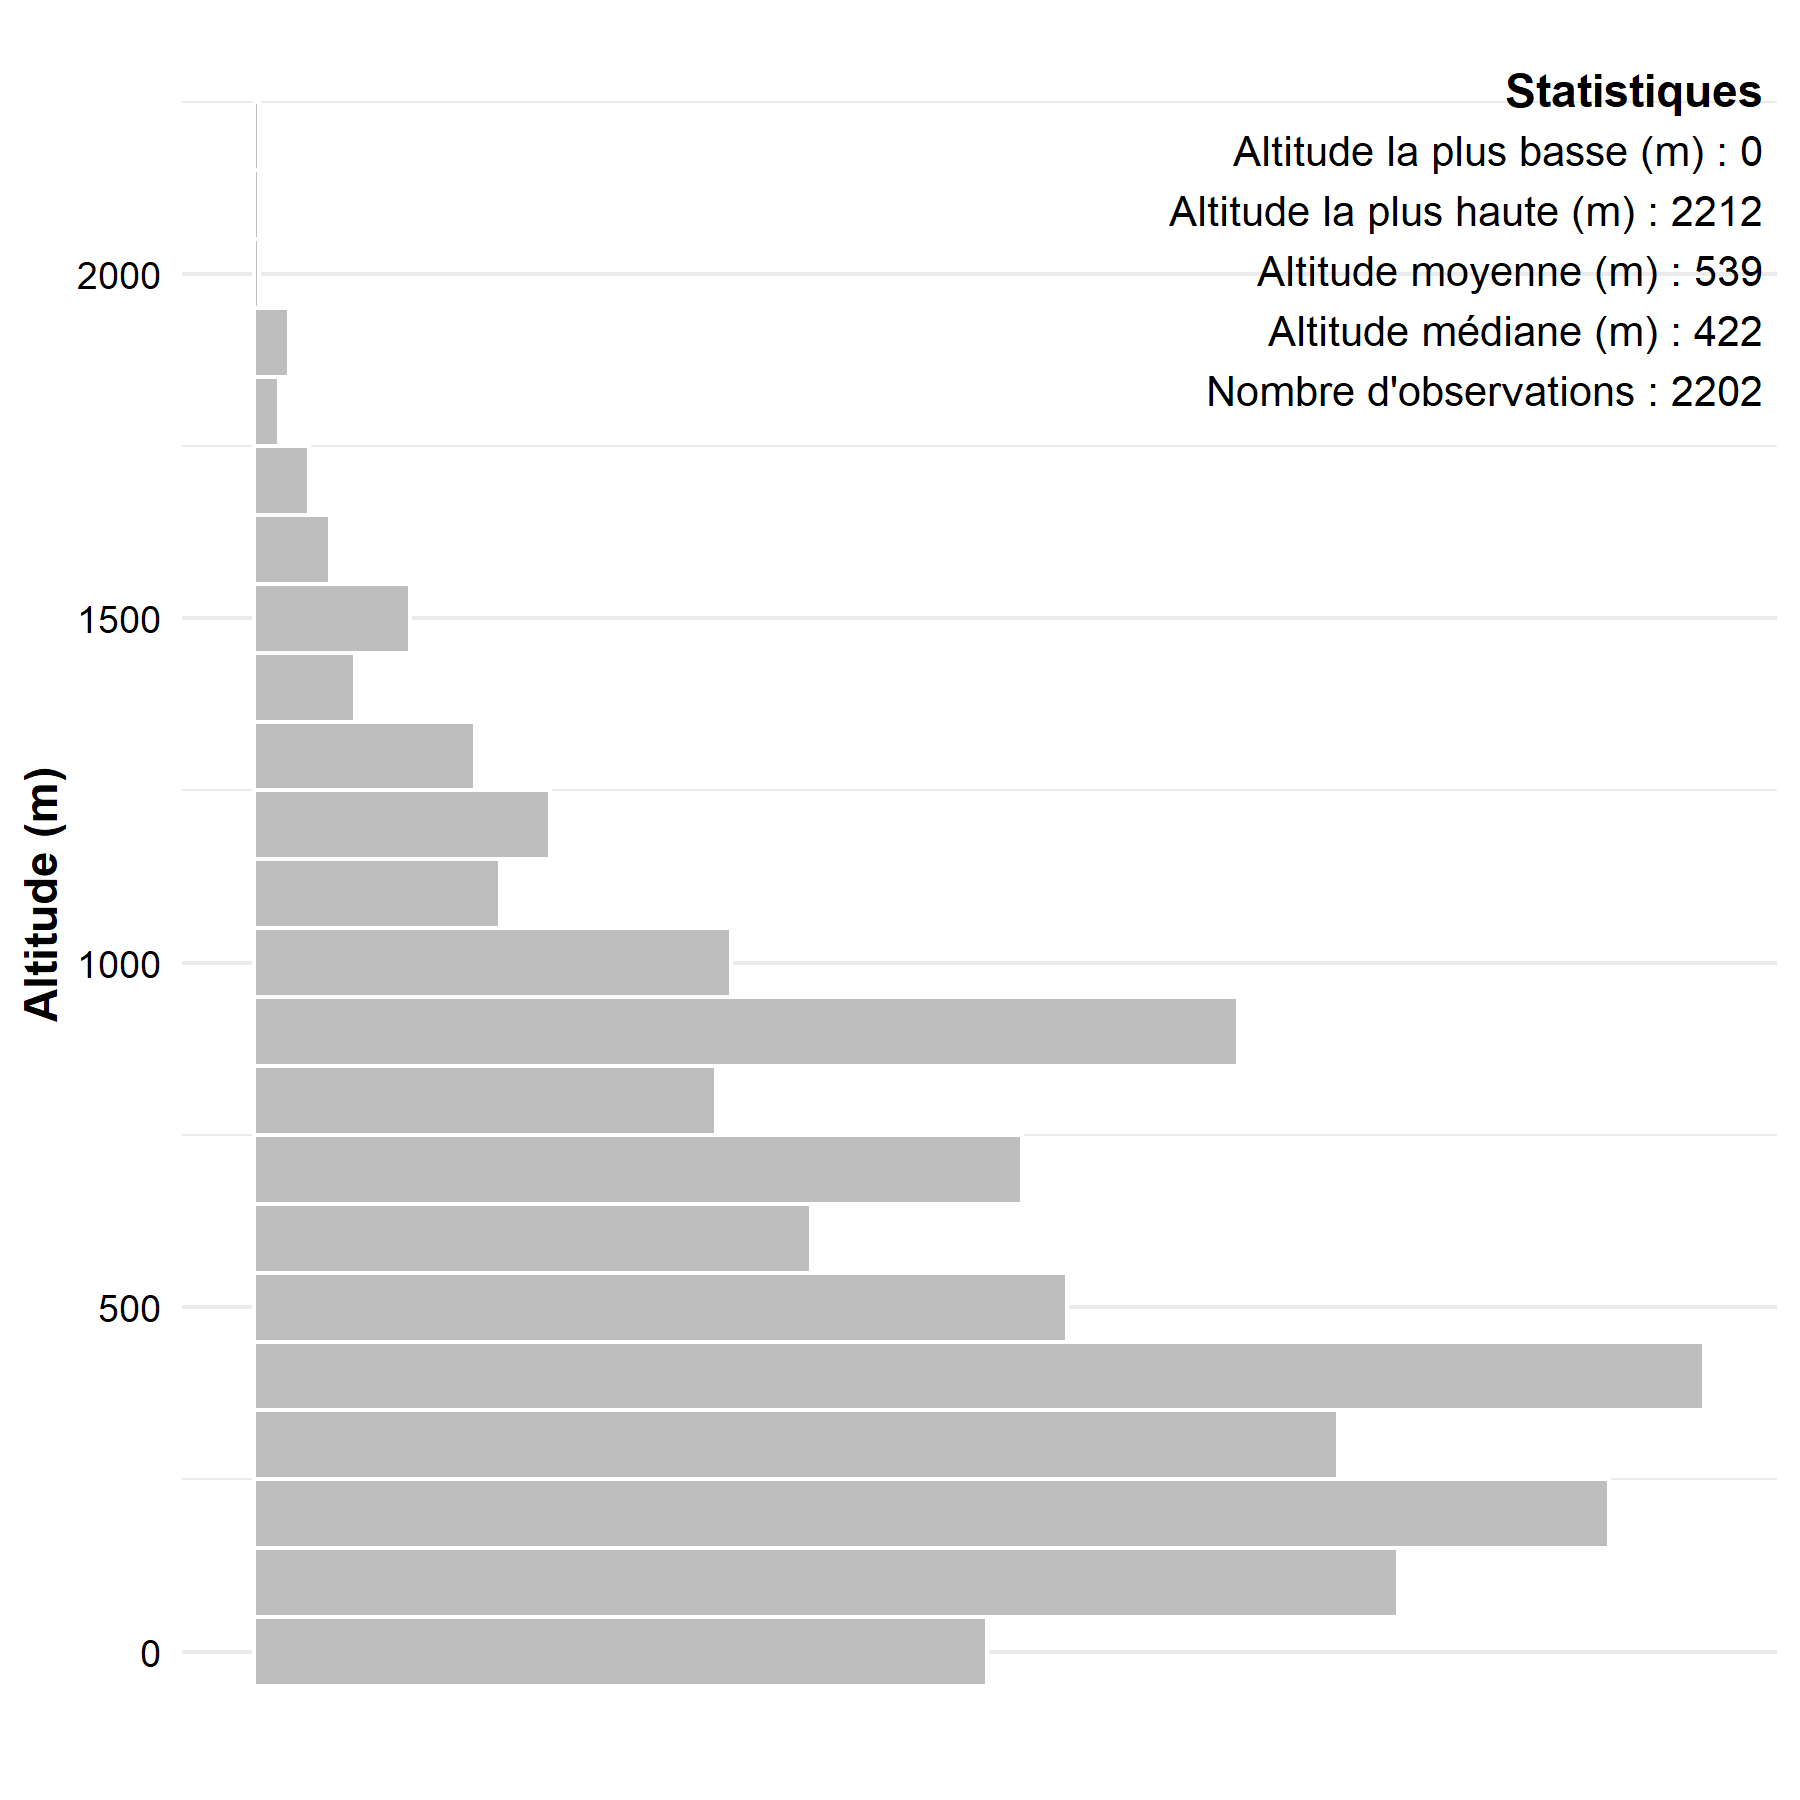 Statistiques
Altitude la plus basse (m) : 0
Altitude la plus haute (m) : 2212
Altitude moyenne (m) : 539
Altitude médiane (m) : 422
Nombre d'observations : 2202
Altitude (m)
2000
1500
1000
500
0